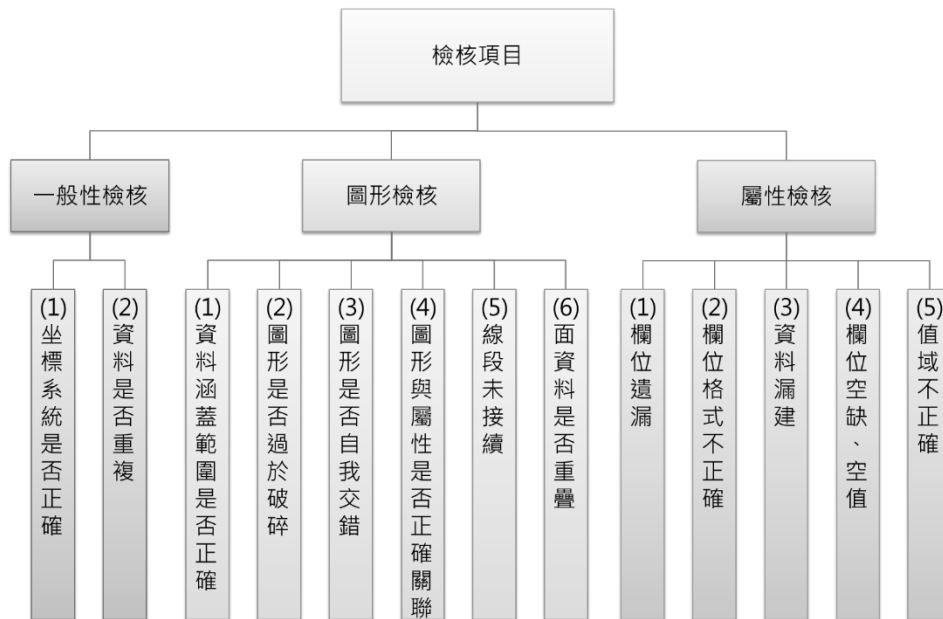 檢核項目
一般性檢核
圖形檢核
屬性檢核
(1)坐標系統是否正確
(2)資料是否重複
(1)資料涵蓋範圍是否正確
(2)圖形是否過於破碎
(3)圖形是否自我交錯
(4)圖形與屬性是否正確關聯
(5)線段未接續
(6)面資料是否重疊
(1)欄位遺漏
(2)欄位格式不正確
(3)資料漏建
(4)欄位空缺、空值
(5)值域不正確